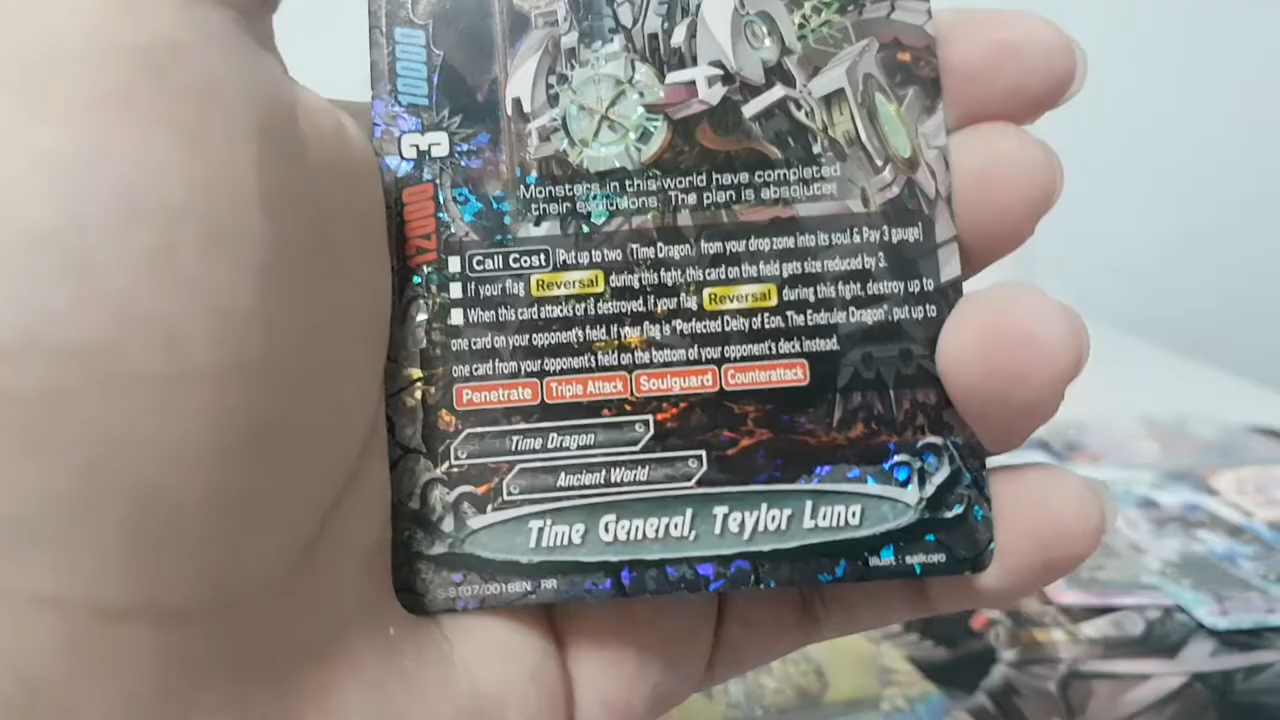 10000
3
12000
Monsters in this world have completed
their evolutions. The plan is absolute.
■ Call Cost [Put up to two 《Time Dragon》 from your drop zone into its soul & Pay 3 gauge]
■ If your flag Reversal during this fight, this card on the field gets size reduced by 3.
■ When this card attacks or is destroyed, if your flag Reversal during this fight, destroy up to
one card on your opponent's field. If your flag is "Perfected Deity of Eon, The Endruler Dragon", put up to
one card from your opponent's field on the bottom of your opponent's deck instead.
Penetrate Triple Attack Soulguard Counterattack
Time Dragon
Ancient World
Time General, Teylor Luna
S-BT07/0016EN RR
Illust : saikoro